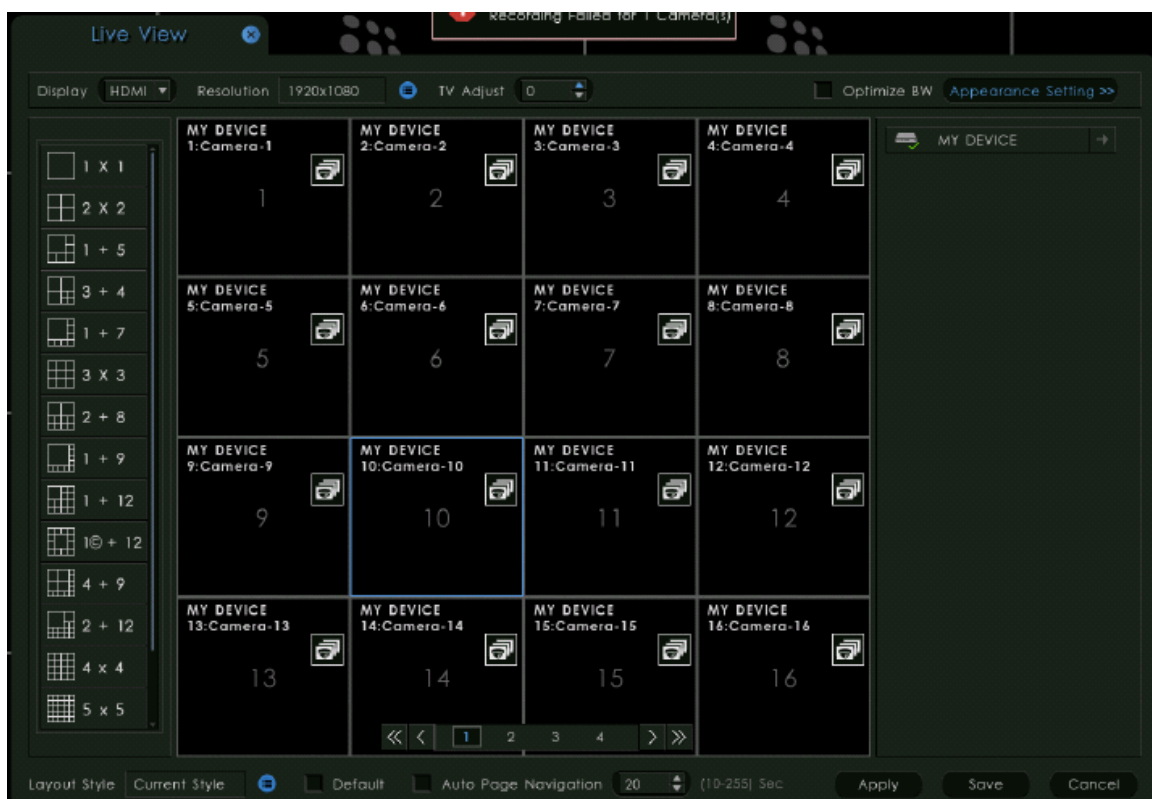 Recording Failed for 1 Camera(s)
Live View
Display HDMI Resolution 1920x1080 TV Adjust 0 Optimize BW Appearance Setting >>
1 X 1
2 X 2
1 + 5
3 + 4
1 + 7
3 X 3
2 + 8
1 + 9
1 + 12
1© + 12
4 + 9
2 + 12
4 x 4
5 x 5
MY DEVICE MY DEVICE MY DEVICE MY DEVICE
1:Camera-1 2:Camera-2 3:Camera-3 4:Camera-4
1 2 3 4
MY DEVICE MY DEVICE MY DEVICE MY DEVICE
5:Camera-5 6:Camera-6 7:Camera-7 8:Camera-8
5 6 7 8
MY DEVICE MY DEVICE MY DEVICE MY DEVICE
9:Camera-9 10:Camera-10 11:Camera-11 12:Camera-12
9 10 11 12
MY DEVICE MY DEVICE MY DEVICE MY DEVICE
13:Camera-13 14:Camera-14 15:Camera-15 16:Camera-16
13 14 15 16
1 2 3 4
MY DEVICE
Layout Style Current Style Default Auto Page Navigation 20 (10-255) Sec Apply Save Cancel